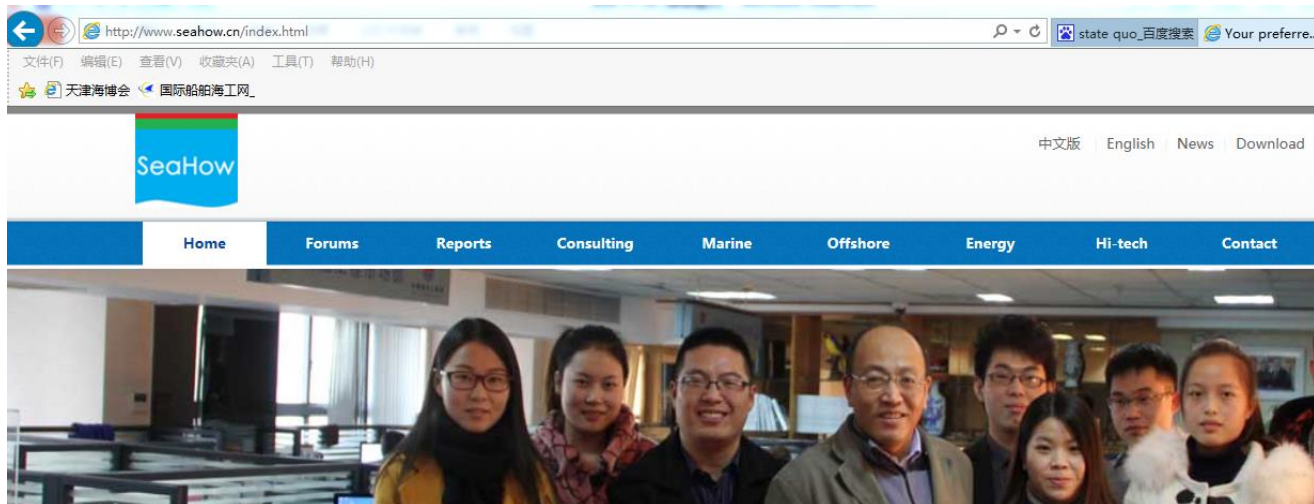 http://www.seahow.cn/index.html
state quo_百度搜索
Your preferre...
文件(F) 编辑(E) 查看(V) 收藏夹(A) 工具(T) 帮助(H)
天津海博会 国际船舶海工网_
中文版 English News Download
SeaHow
Home Forums Reports Consulting Marine Offshore Energy Hi-tech Contact